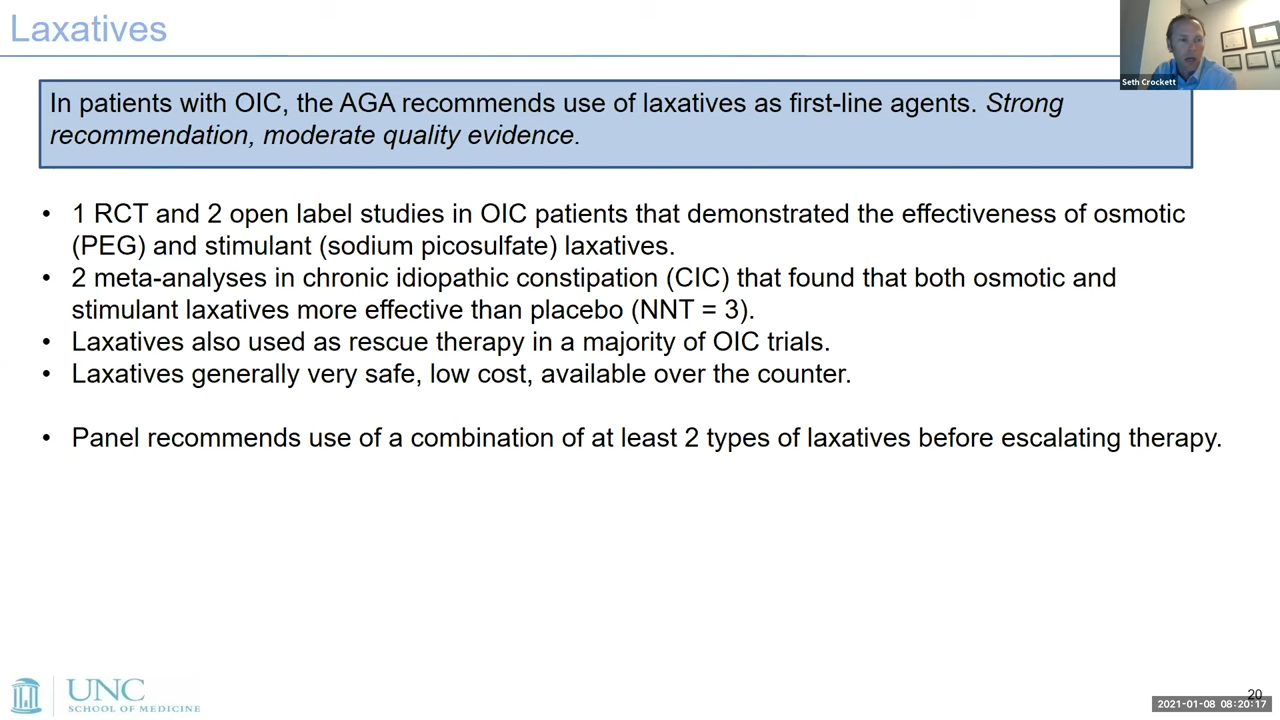 Laxatives
Seth Crockett
In patients with OIC, the AGA recommends use of laxatives as first-line agents. Strong
recommendation, moderate quality evidence.
• 1 RCT and 2 open label studies in OIC patients that demonstrated the effectiveness of osmotic
(PEG) and stimulant (sodium picosulfate) laxatives.
• 2 meta-analyses in chronic idiopathic constipation (CIC) that found that both osmotic and
stimulant laxatives more effective than placebo (NNT = 3).
• Laxatives also used as rescue therapy in a majority of OIC trials.
• Laxatives generally very safe, low cost, available over the counter.
• Panel recommends use of a combination of at least 2 types of laxatives before escalating therapy.
UNC
SCHOOL OF MEDICINE
20
2021-01-08 08:20:17